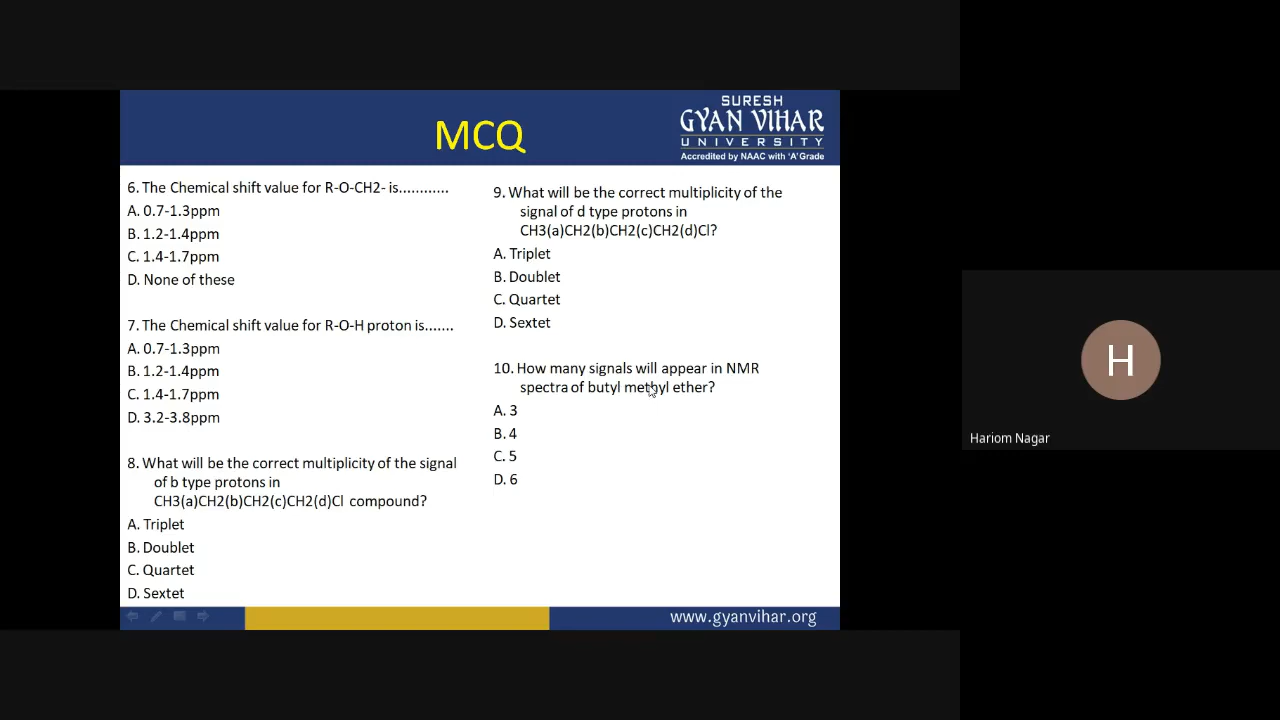 MCQ
SURESH
GYAN VIHAR
UNIVERSITY
Accredited by NAAC with 'A' Grade
6. The Chemical shift value for R-O-CH2- is............
A. 0.7-1.3ppm
B. 1.2-1.4ppm
C. 1.4-1.7ppm
D. None of these
7. The Chemical shift value for R-O-H proton is.......
A. 0.7-1.3ppm
B. 1.2-1.4ppm
C. 1.4-1.7ppm
D. 3.2-3.8ppm
8. What will be the correct multiplicity of the signal
of b type protons in
CH3(a)CH2(b)CH2(c)CH2(d)Cl compound?
A. Triplet
B. Doublet
C. Quartet
D. Sextet
9. What will be the correct multiplicity of the
signal of d type protons in
CH3(a)CH2(b)CH2(c)CH2(d)Cl?
A. Triplet
B. Doublet
C. Quartet
D. Sextet
10. How many signals will appear in NMR
spectra of butyl methyl ether?
A. 3
B. 4
C. 5
D. 6
www.gyanvihar.org
H
Hariom Nagar